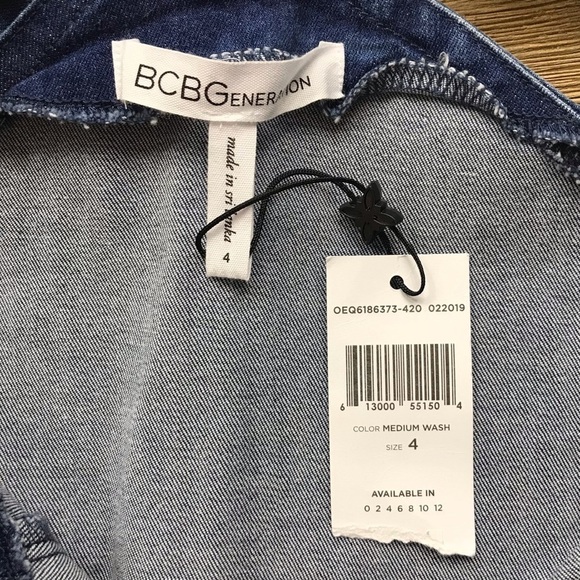 BCBGENERATION
made in sri lanka
4
OEQ6186373-420 022019
6 13000 55150 4
COLOR MEDIUM WASH
SIZE 4
AVAILABLE IN
0 2 4 6 8 10 12